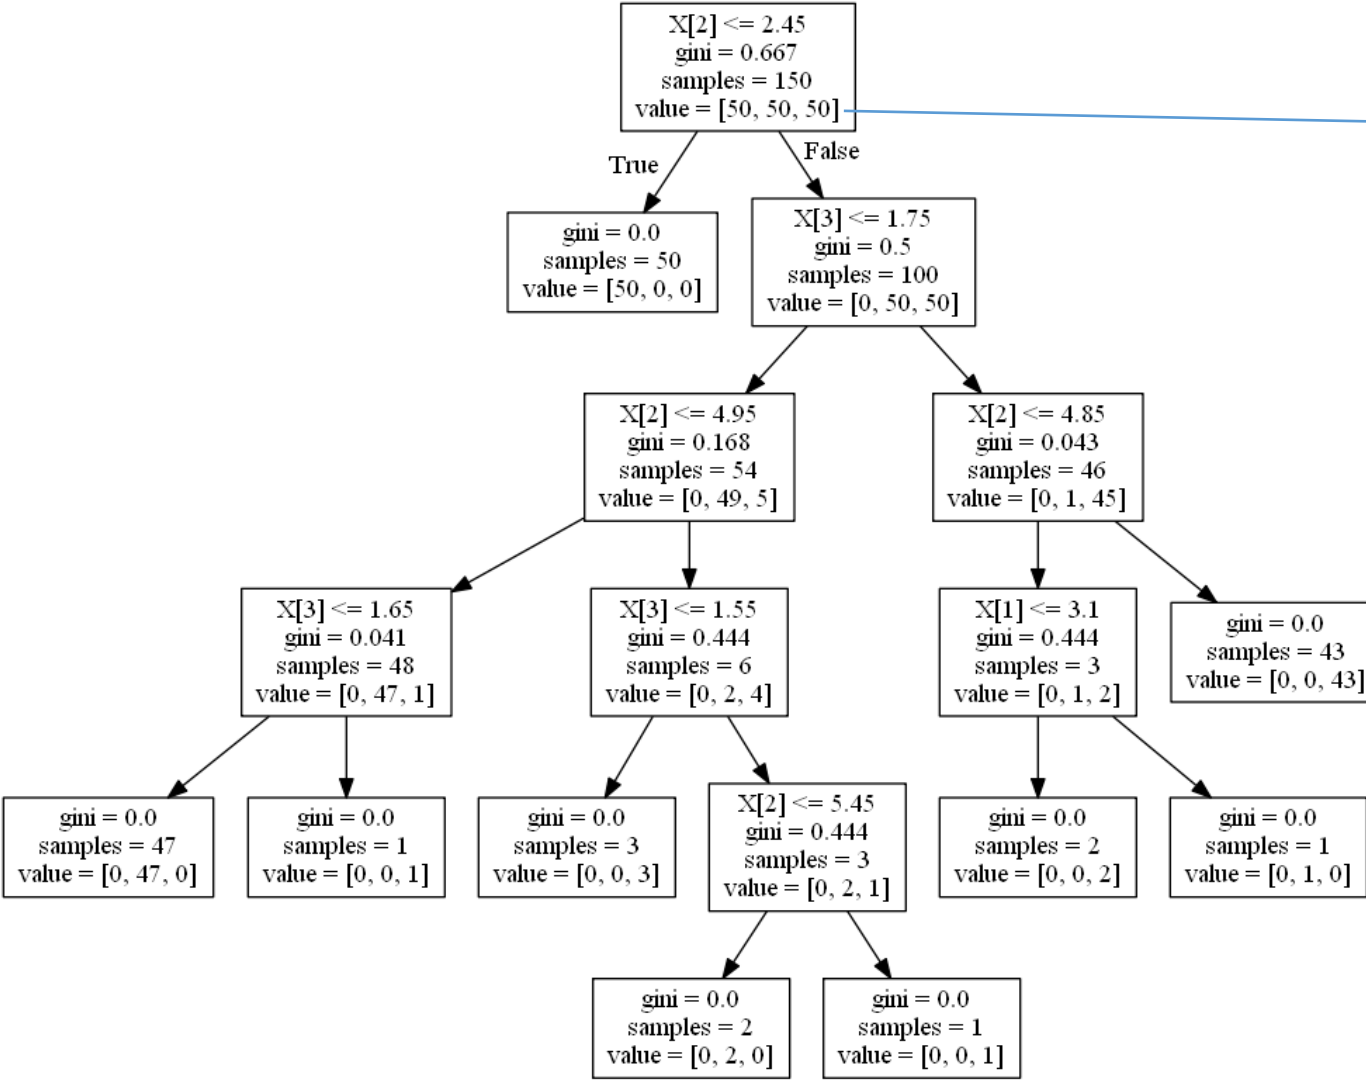 X[2] <= 2.45
gini = 0.667
samples = 150
value = [50, 50, 50]
True
False
gini = 0.0
samples = 50
value = [50, 0, 0]
X[3] <= 1.75
gini = 0.5
samples = 100
value = [0, 50, 50]
X[2] <= 4.95
gini = 0.168
samples = 54
value = [0, 49, 5]
X[2] <= 4.85
gini = 0.043
samples = 46
value = [0, 1, 45]
X[3] <= 1.65
gini = 0.041
samples = 48
value = [0, 47, 1]
X[3] <= 1.55
gini = 0.444
samples = 6
value = [0, 2, 4]
X[1] <= 3.1
gini = 0.444
samples = 3
value = [0, 1, 2]
gini = 0.0
samples = 43
value = [0, 0, 43]
gini = 0.0
samples = 47
value = [0, 47, 0]
gini = 0.0
samples = 1
value = [0, 0, 1]
gini = 0.0
samples = 3
value = [0, 0, 3]
X[2] <= 5.45
gini = 0.444
samples = 3
value = [0, 2, 1]
gini = 0.0
samples = 2
value = [0, 0, 2]
gini = 0.0
samples = 1
value = [0, 1, 0]
gini = 0.0
samples = 2
value = [0, 2, 0]
gini = 0.0
samples = 1
value = [0, 0, 1]